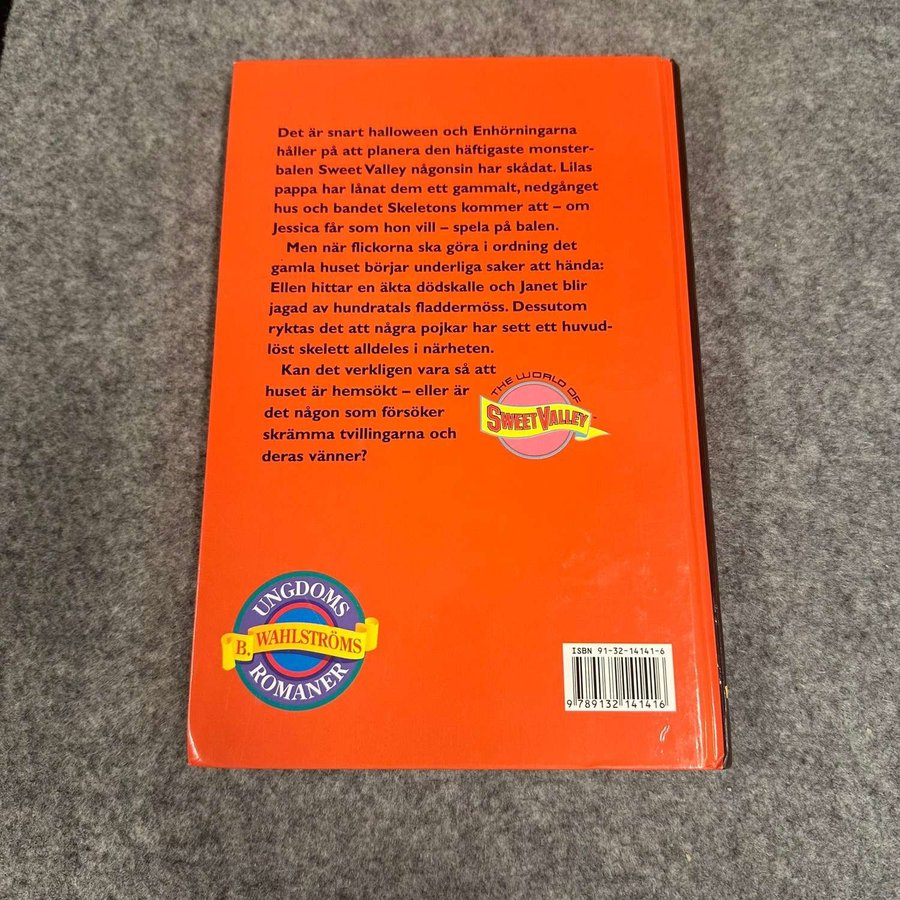 Det är snart halloween och Enhörningarna
håller på att planera den häftigaste monster-
balen Sweet Valley någonsin har skådat. Lilas
pappa har lånat dem ett gammalt, nedgånget
hus och bandet Skeletons kommer att – om
Jessica får som hon vill – spela på balen.
Men när flickorna ska göra i ordning det
gamla huset börjar underliga saker att hända:
Ellen hittar en äkta dödskalle och Janet blir
jagad av hundratals fladdermöss. Dessutom
ryktas det att några pojkar har sett ett huvud-
löst skelett alldeles i närheten.
Kan det verkligen vara så att
huset är hemsökt – eller är
det någon som försöker
skrämma tvillingarna och
deras vänner?
THE WORLD OF
SWEET VALLEY
UNGDOMS
B. WAHLSTRÖMS
ROMANER
ISBN 91-32-14141-6
9 789132 141416